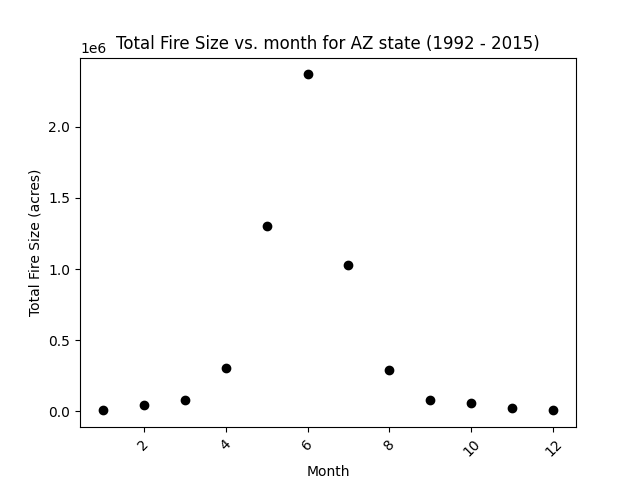 Total Fire Size vs. month for AZ state (1992 - 2015)
1e6
2.0
1.5
1.0
0.5
0.0
Total Fire Size (acres)
2
4
6
8
10
12
Month